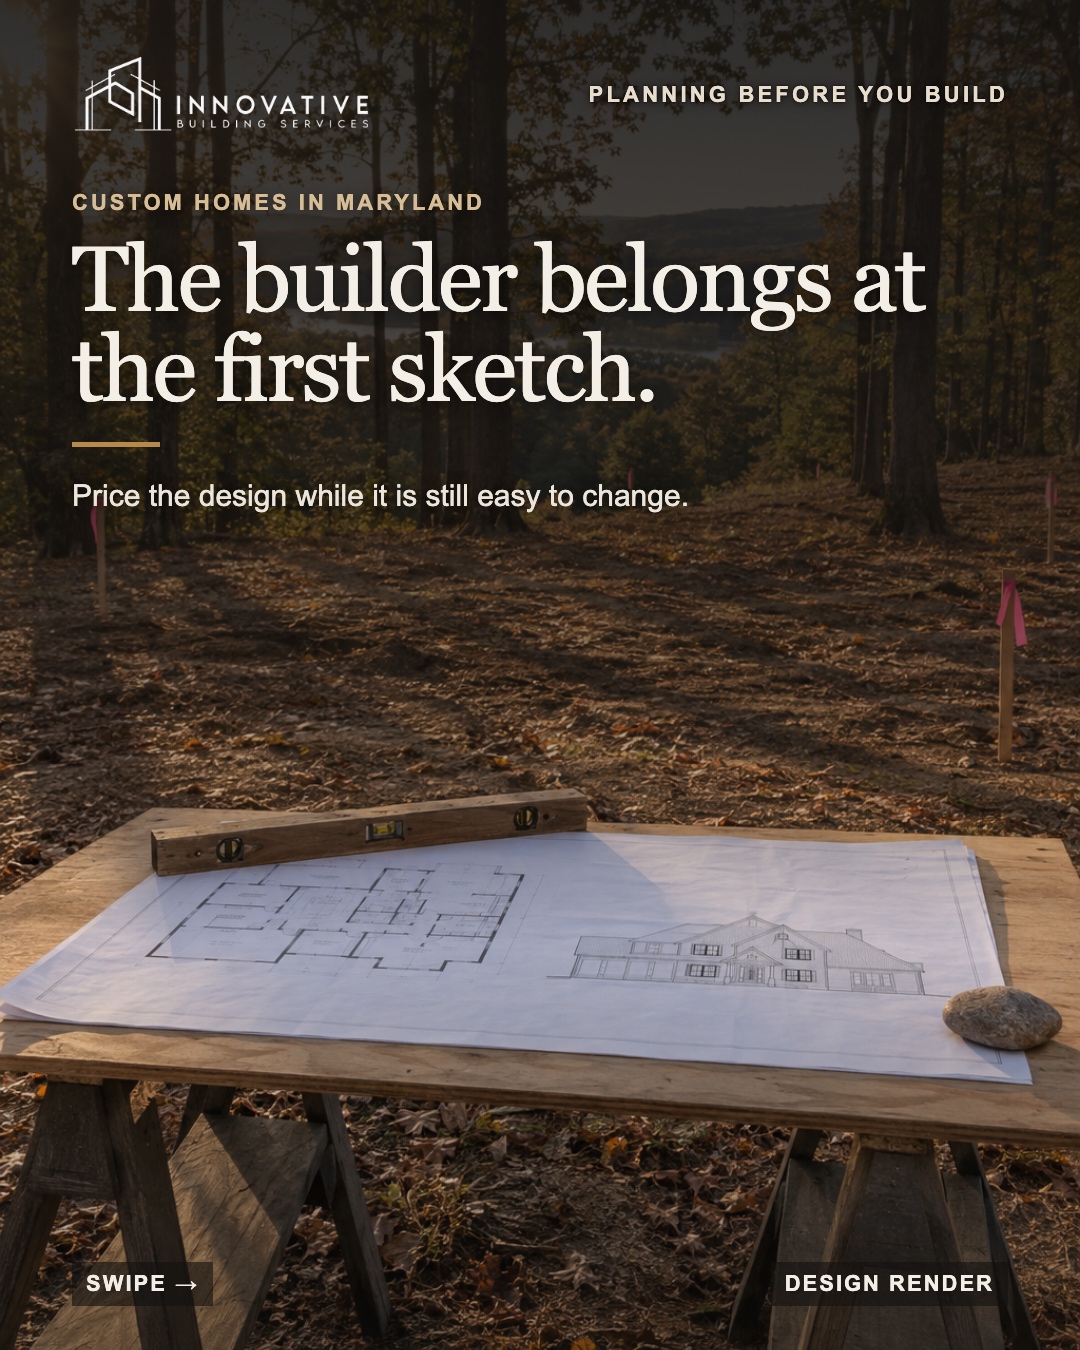 INNOVATIVE
BUILDING SERVICES
PLANNING BEFORE YOU BUILD
CUSTOM HOMES IN MARYLAND
The builder belongs at
the first sketch.
Price the design while it is still easy to change.
SWIPE →
DESIGN RENDER